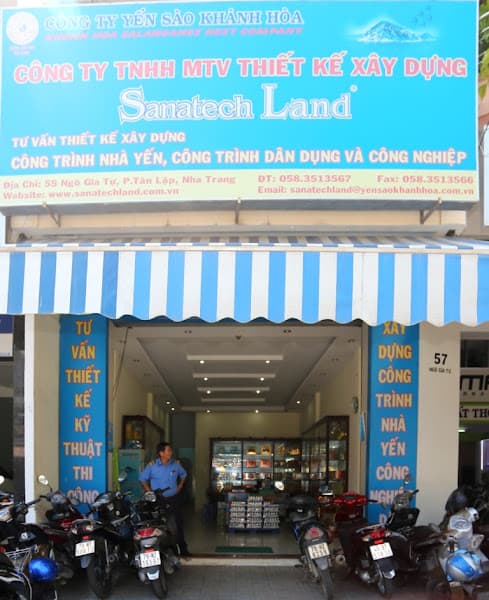 CÔNG TY YẾN SÀO KHÁNH HÒA
KHANH HOA SALANGANES NEST COMPANY
CÔNG TY TNHH MTV THIẾT KẾ XÂY DỰNG
Sanatech Land
TƯ VẤN THIẾT KẾ XÂY DỰNG
CÔNG TRÌNH NHÀ YẾN, CÔNG TRÌNH DÂN DỤNG VÀ CÔNG NGHIỆP
Địa Chỉ: 55 Ngô Gia Tự, P.Tân Lập, Nha Trang ĐT: 058.3513567 Fax: 058.3513566
Website: www.sanatechland.com.vn Email: sanatechland@yensaokhanhhoa.com.vn
TƯ
VẤN
THIẾT
KẾ
KỸ
THUẬT
THI
CÔNG
XÂY
DỰNG
CÔNG
TRÌNH
NHÀ
YẾN
CÔNG
57
NGÔ GIA TỰ